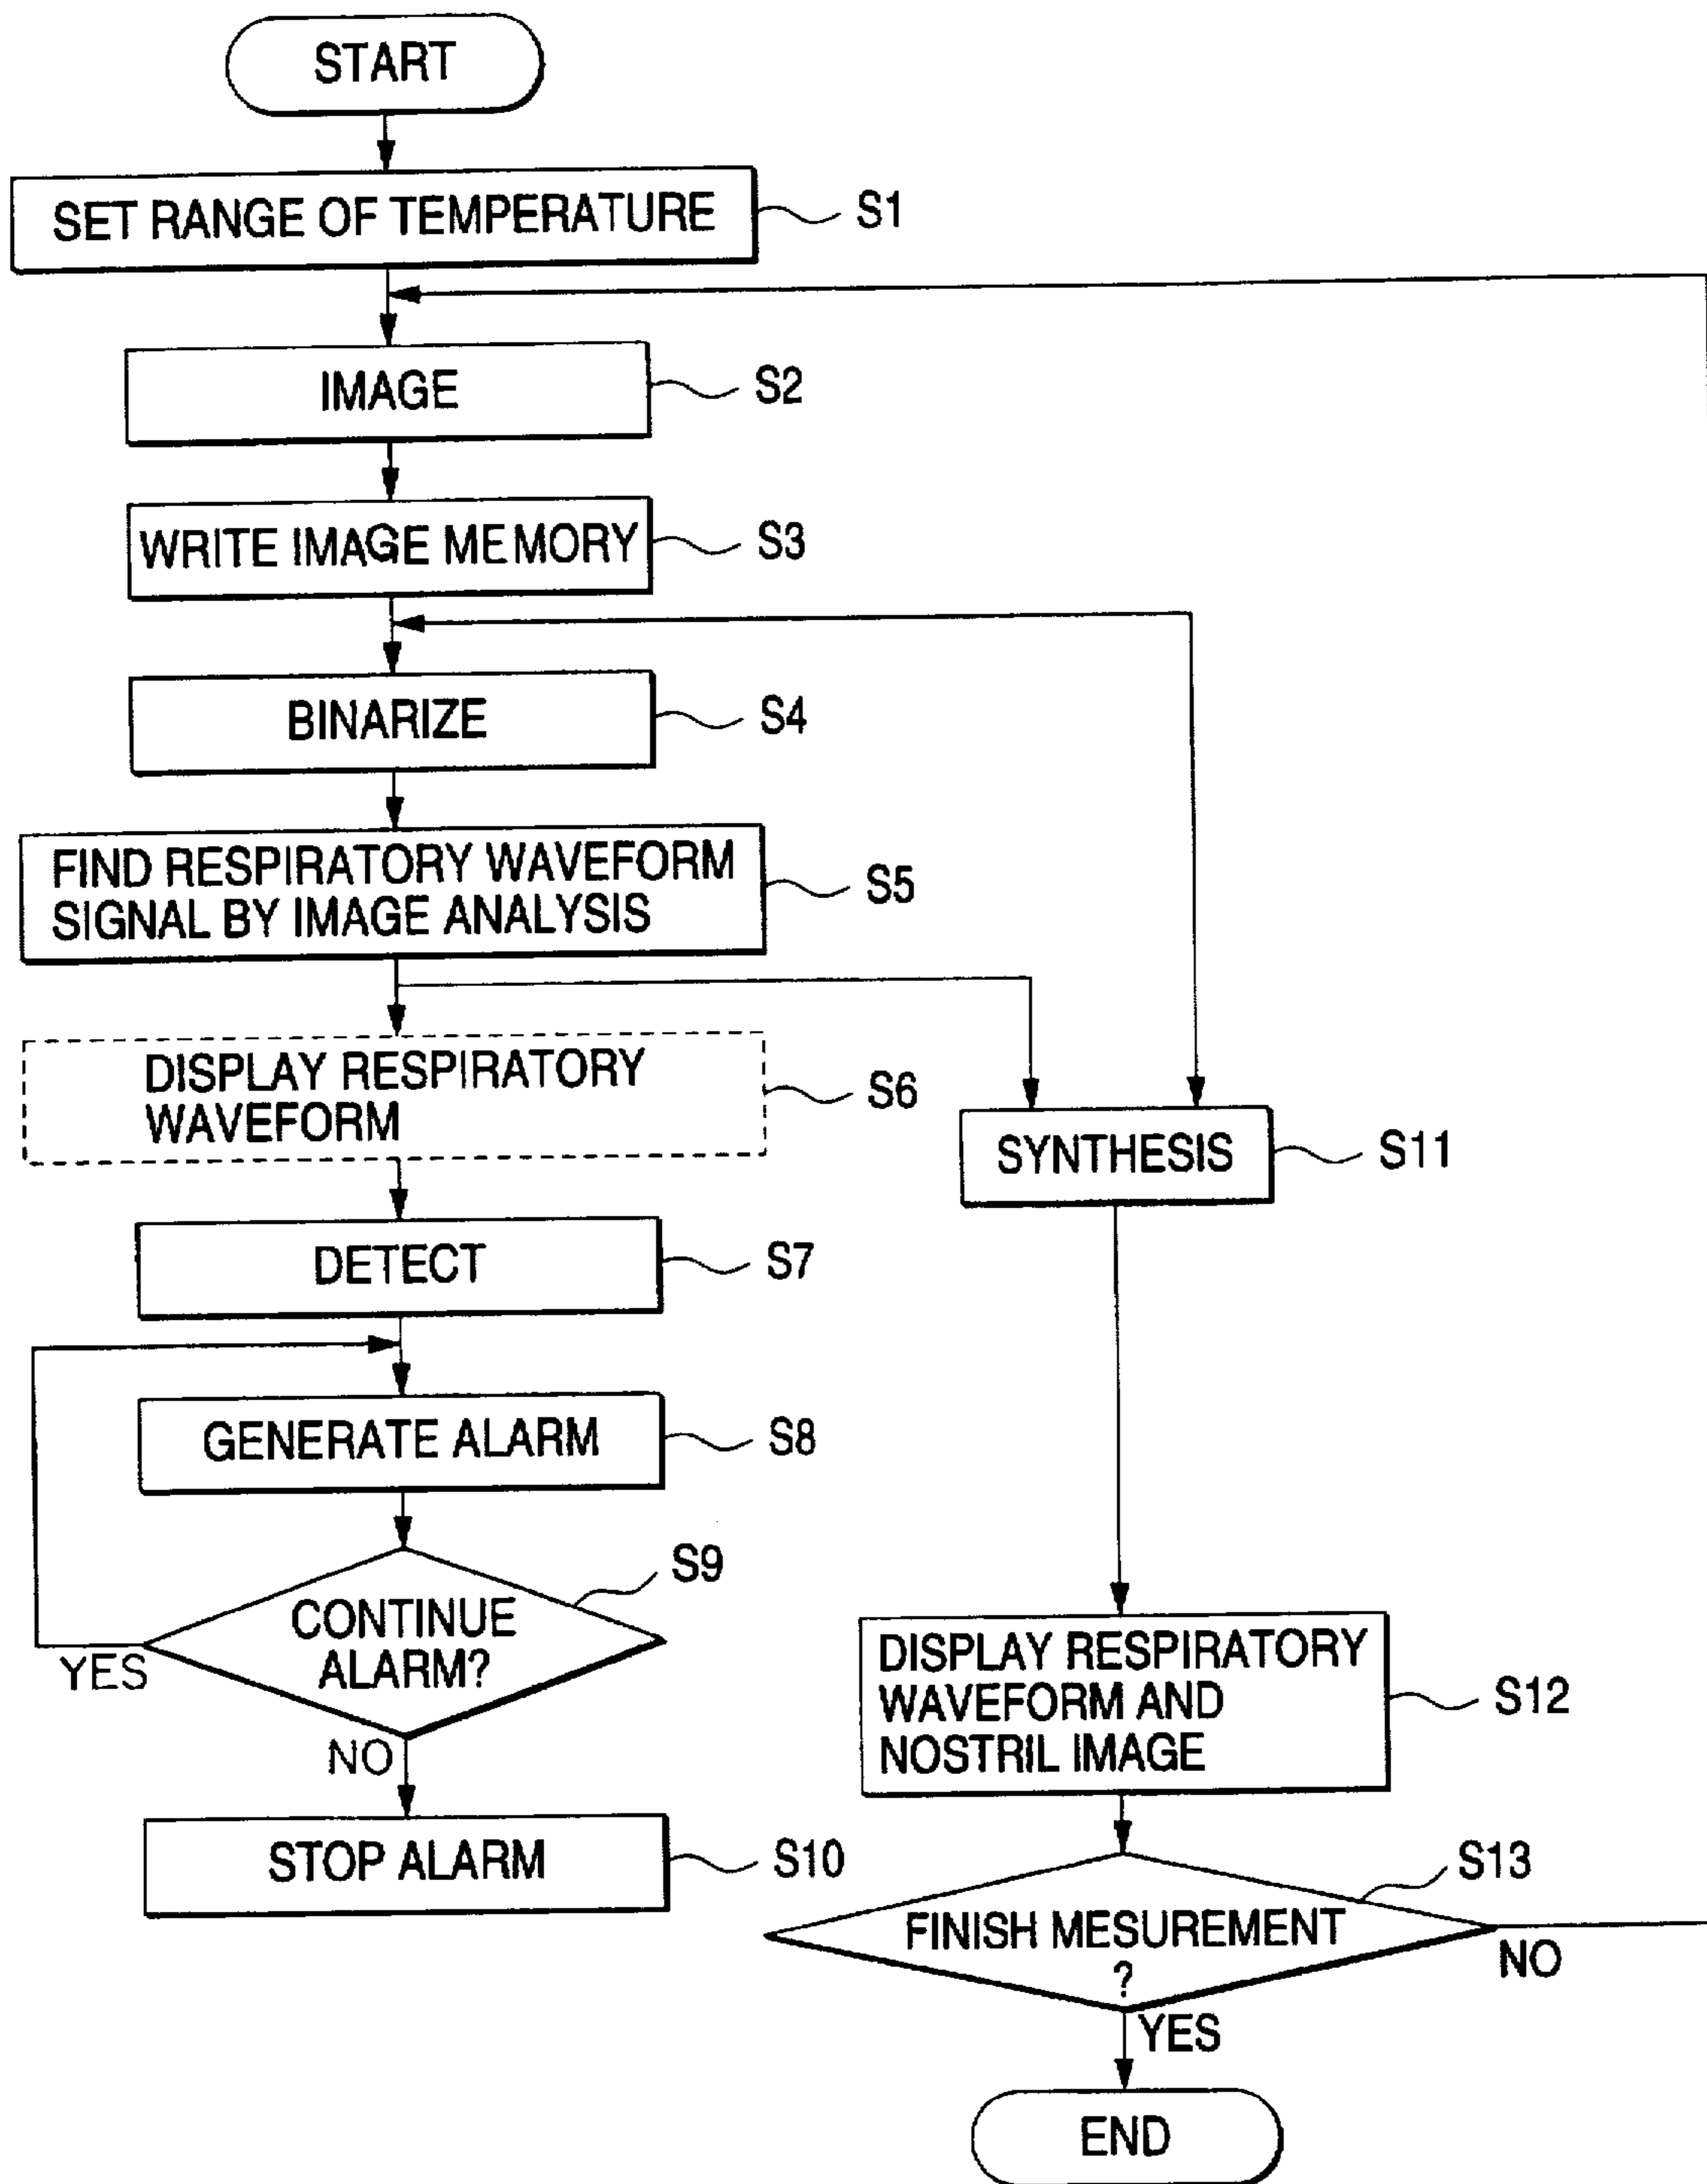 START
SET RANGE OF TEMPERATURE
S1
IMAGE
S2
WRITE IMAGE MEMORY
S3
BINARIZE
S4
FIND RESPIRATORY WAVEFORM
SIGNAL BY IMAGE ANALYSIS
S5
DISPLAY RESPIRATORY
WAVEFORM
S6
DETECT
S7
GENERATE ALARM
S8
CONTINUE
ALARM?
S9
YES
NO
STOP ALARM
S10
SYNTHESIS
S11
DISPLAY RESPIRATORY
WAVEFORM AND
NOSTRIL IMAGE
S12
FINISH MESUREMENT
?
S13
NO
YES
END